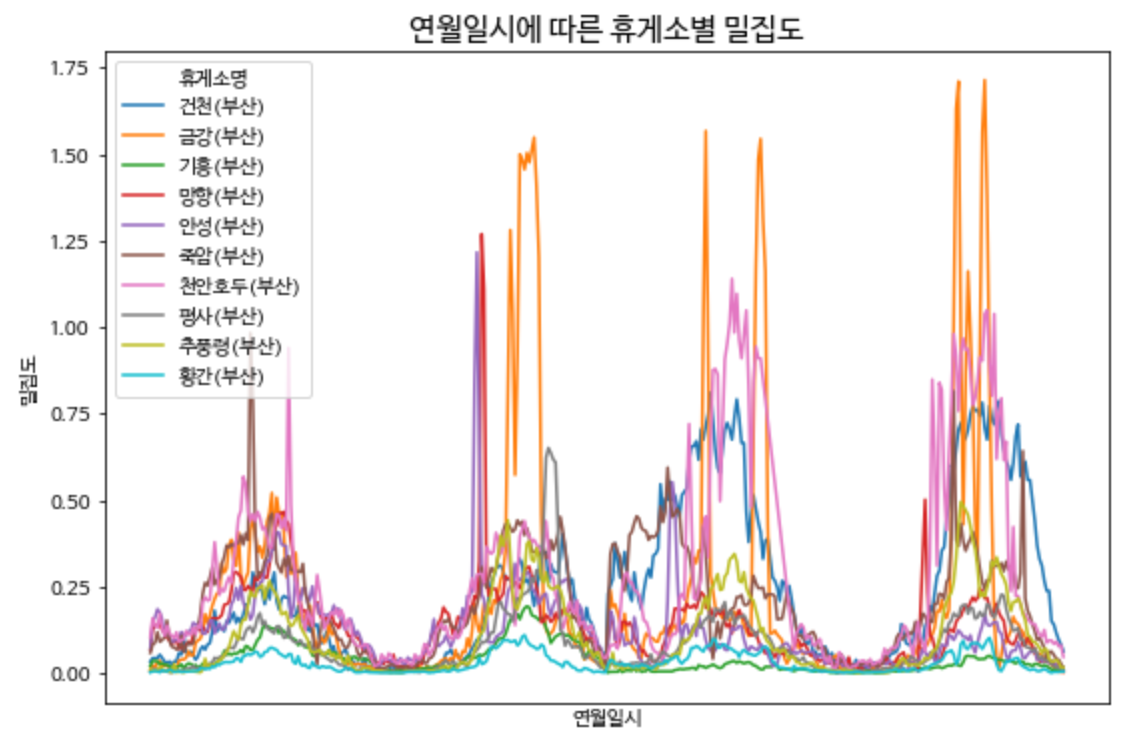 연월일시에 따른 휴게소별 밀집도
1.75
1.50
1.25
1.00
0.75
0.50
0.25
0.00
밀집도
휴게소명
건천(부산)
금강(부산)
기흥(부산)
망향(부산)
안성(부산)
죽암(부산)
천안호두(부산)
평사(부산)
추풍령(부산)
황간(부산)
연월일시